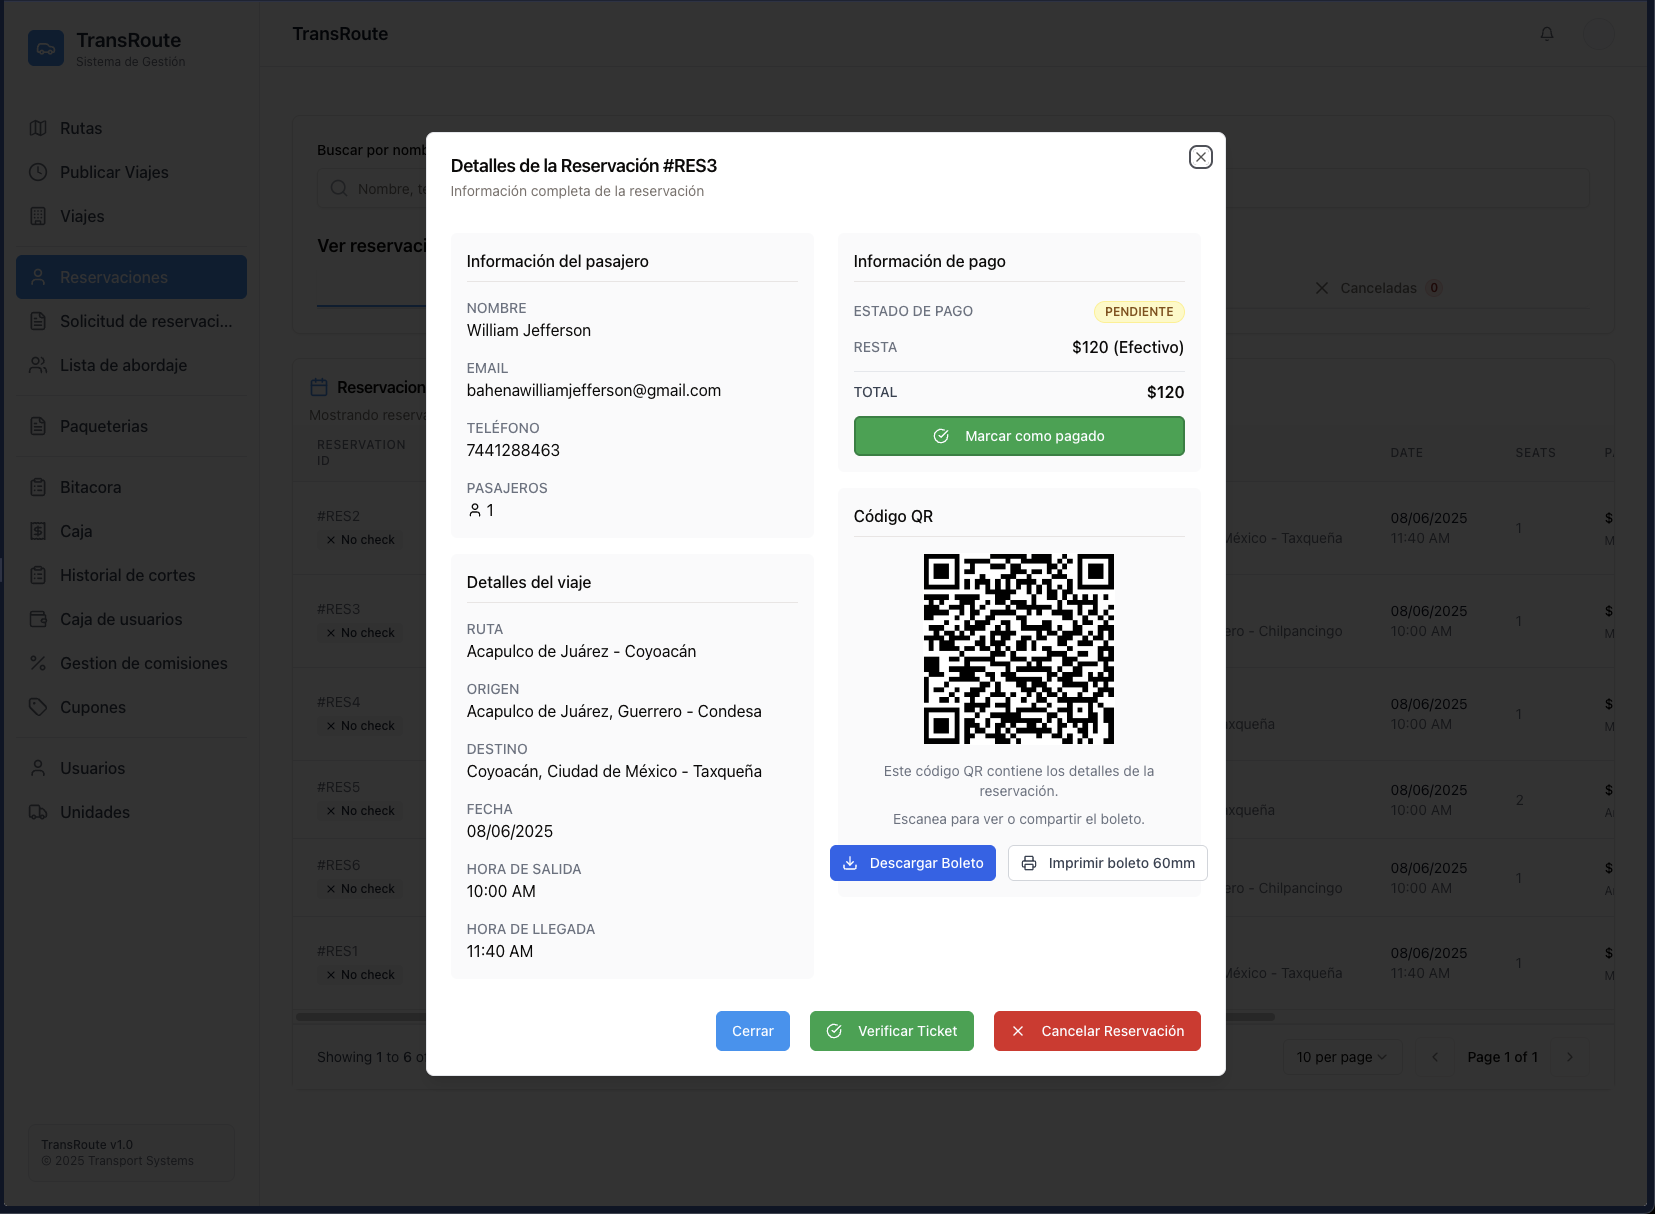 TransRoute
Sistema de Gestión
Rutas
Publicar Viajes
Viajes
Reservaciones
Solicitud de reservaci...
Lista de abordaje
Paqueterias
Bitacora
Caja
Historial de cortes
Caja de usuarios
Gestion de comisiones
Cupones
Usuarios
Unidades
TransRoute v1.0
© 2025 Transport Systems
TransRoute
Buscar por
Nombre,
Ver
Canceladas 0
Mostrando
RESERVATION ID
DATE
SEATS
#RES2
No check
México - Taxqueña
08/06/2025
11:40 AM
1
#RES3
No check
- Chilpancingo
08/06/2025
10:00 AM
1
#RES4
No check
08/06/2025
10:00 AM
1
#RES5
No check
08/06/2025
10:00 AM
2
#RES6
No check
- Chilpancingo
08/06/2025
10:00 AM
1
#RES1
No check
México - Taxqueña
08/06/2025
11:40 AM
1
Showing 1 to 6
10 per page
Page 1 of 1
Detalles de la Reservación #RES3
Información completa de la reservación
Información del pasajero
NOMBRE
William Jefferson
EMAIL
bahenawilliamjefferson@gmail.com
TELÉFONO
7441288463
PASAJEROS
1
Detalles del viaje
RUTA
Acapulco de Juárez - Coyoacán
ORIGEN
Acapulco de Juárez, Guerrero - Condesa
DESTINO
Coyoacán, Ciudad de México - Taxqueña
FECHA
08/06/2025
HORA DE SALIDA
10:00 AM
HORA DE LLEGADA
11:40 AM
Información de pago
ESTADO DE PAGO PENDIENTE
RESTA $120 (Efectivo)
TOTAL $120
Marcar como pagado
Código QR
Este código QR contiene los detalles de la
reservación.
Escanea para ver o compartir el boleto.
Descargar Boleto
Imprimir boleto 60mm
Cerrar
Verificar Ticket
Cancelar Reservación